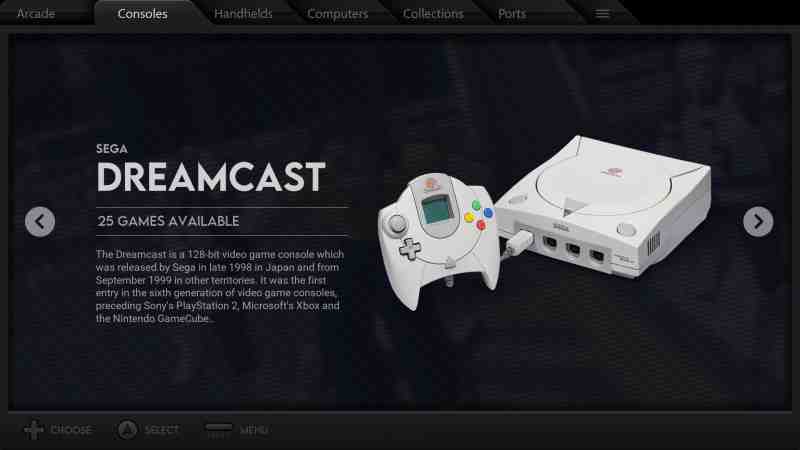 Arcade
Consoles
Handhelds
Computers
Collections
Ports
SEGA
DREAMCAST
25 GAMES AVAILABLE
The Dreamcast is a 128-bit video game console which
was released by Sega in late 1998 in Japan and from
September 1999 in other territories. It was the first
entry in the sixth generation of video game consoles,
preceding Sony's PlayStation 2, Microsoft's Xbox and
the Nintendo GameCube..
SEGA
CHOOSE
SELECT
MENU